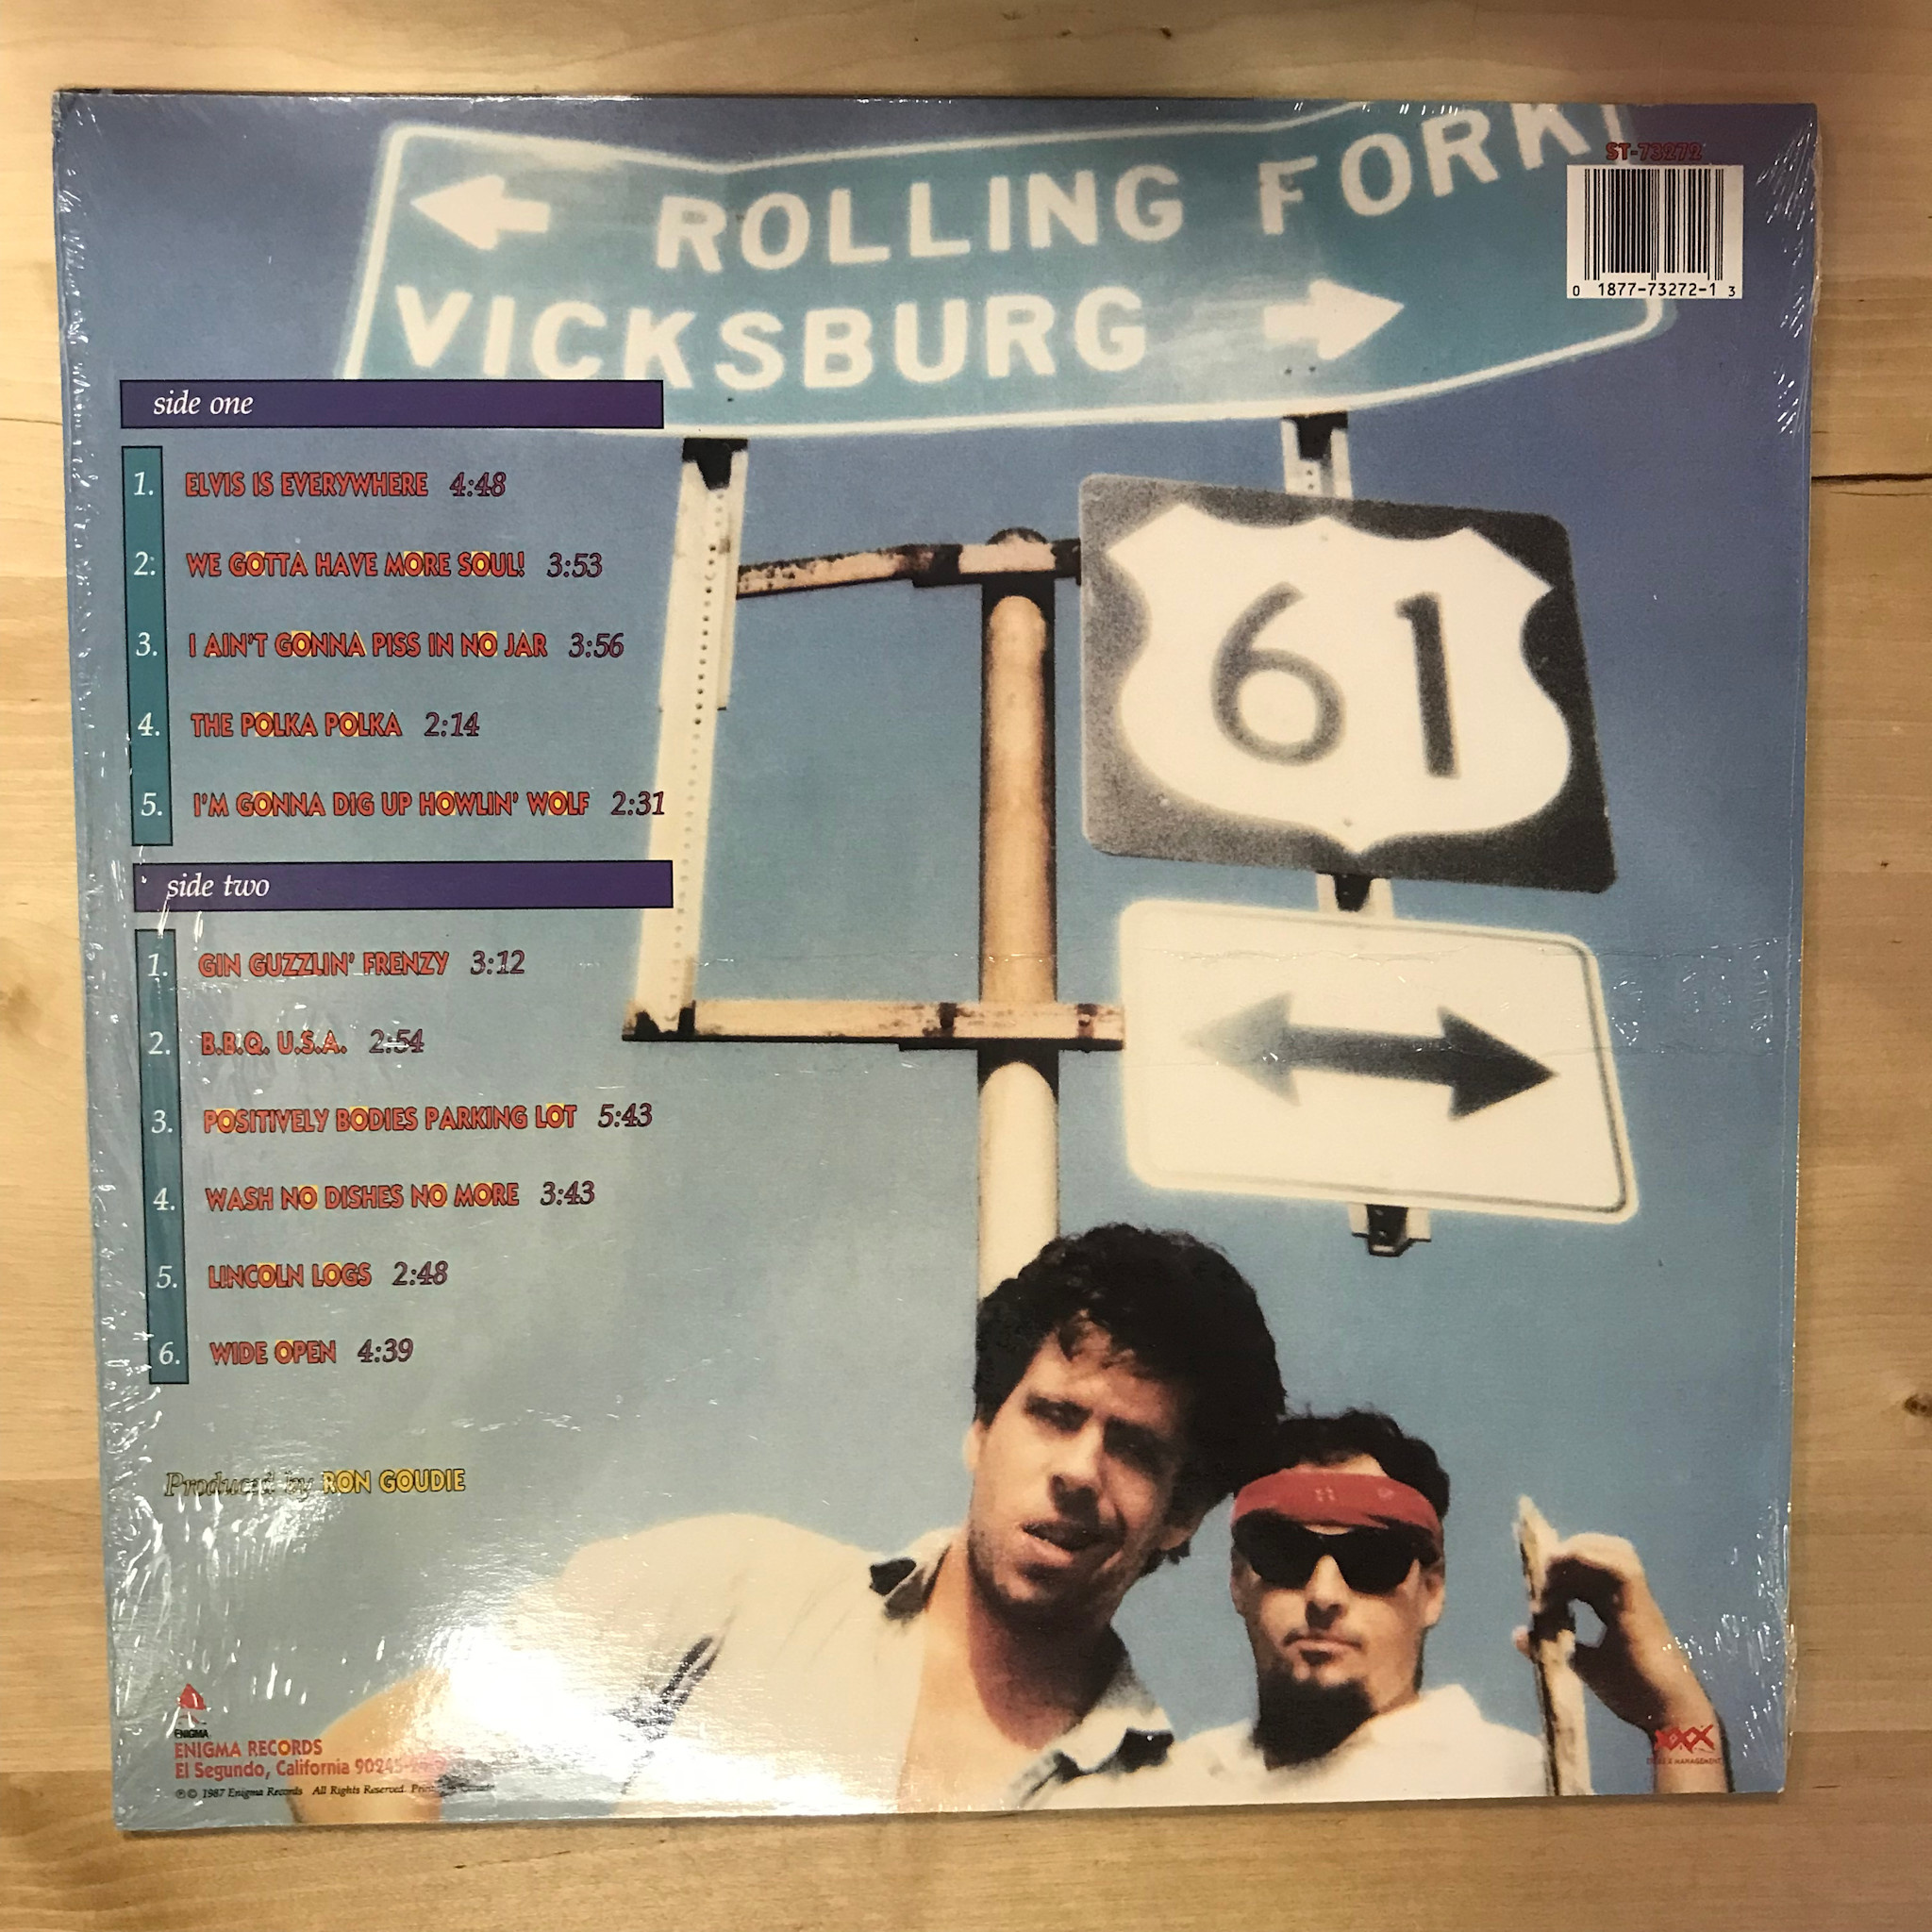 ROLLING FORK
VICKSBURG
ST-73272
0 1877-73272-1 3
side one
1. ELVIS IS EVERYWHERE 4:48
2: WE GOTTA HAVE MORE SOUL! 3:53
3. I AIN'T GONNA PISS IN NO JAR 3:56
4. THE POLKA POLKA 2:14
5. I'M GONNA DIG UP HOWLIN' WOLF 2:31
61
side two
1. GIN GUZZLIN' FRENZY 3:12
2. B.B.Q. U.S.A. 2:54
3. POSITIVELY BODIES PARKING LOT 5:43
4. WASH NO DISHES NO MORE 3:43
5. LINCOLN LOGS 2:48
6. WIDE OPEN 4:39
Produced by RON GOUDIE
ENIGMA
ENIGMA RECORDS
El Segundo, California
℗ © 1987 Enigma Records All Rights Reserved.
XXX
MANAGEMENT